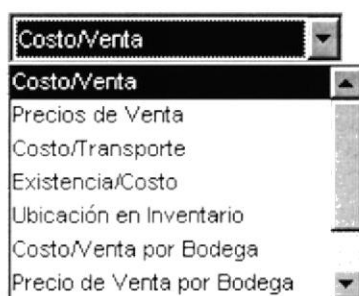 Costo/Venta
Costo/Venta
Precios de Venta
Costo/Transporte
Existencia/Costo
Ubicación en Inventario
Costo/Venta por Bodega
Precio de Venta por Bodega